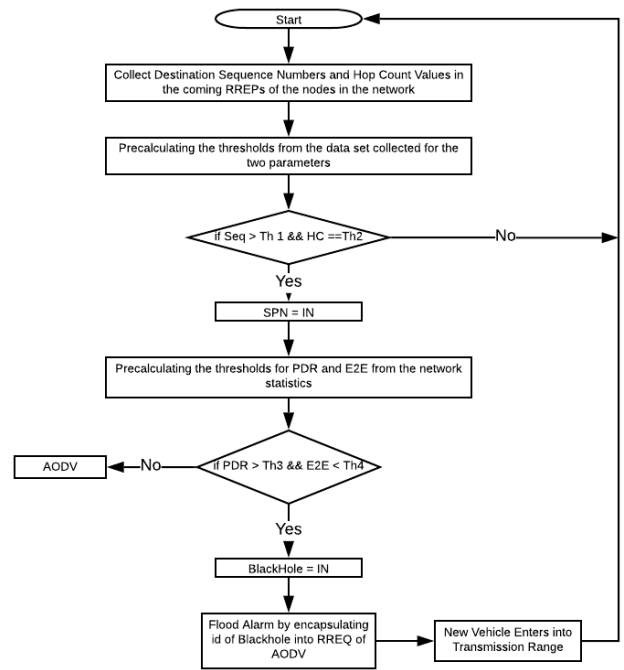 Start
Collect Destination Sequence Numbers and Hop Count Values in
the coming RREPs of the nodes in the network
Precalculating the thresholds from the data set collected for the
two parameters
if Seq > Th 1 && HC ==Th2
No
Yes
SPN = IN
Precalculating the thresholds for PDR and E2E from the network
statistics
if PDR > Th3 && E2E < Th4
No
AODV
Yes
BlackHole = IN
Flood Alarm by encapsulating
id of Blackhole into RREQ of
AODV
New Vehicle Enters into
Transmission Range